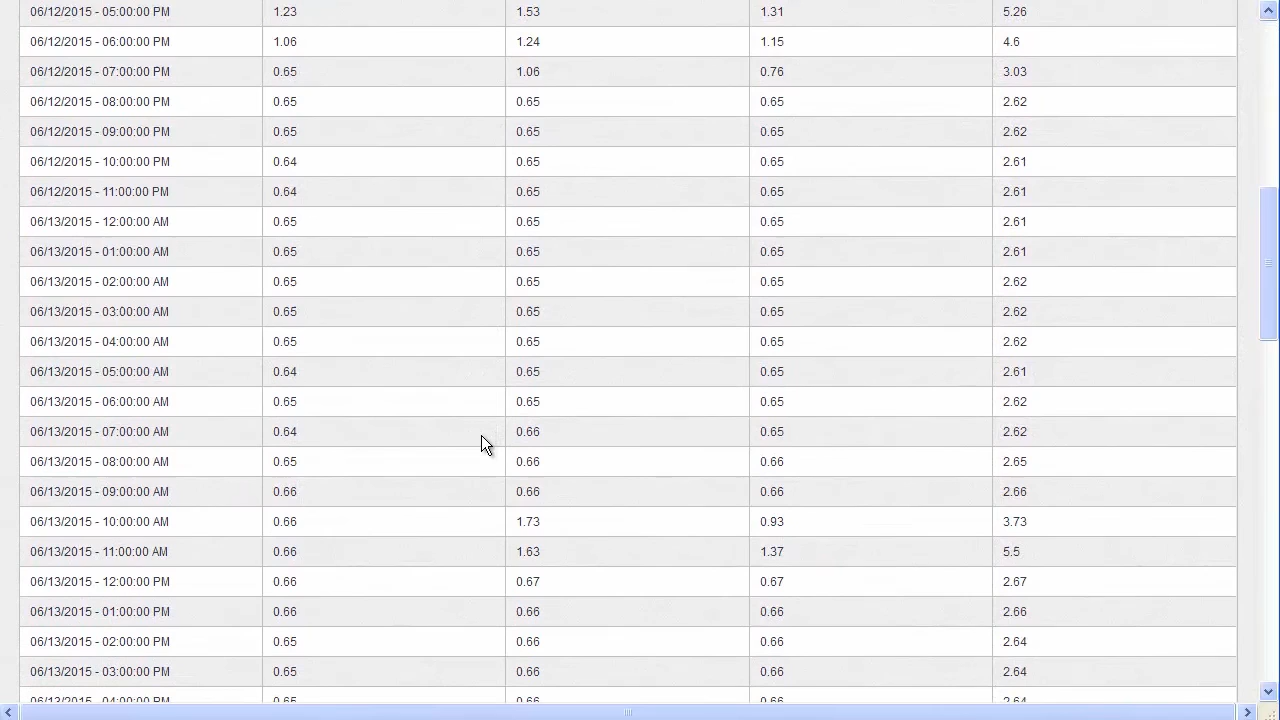 06/12/2015 - 05:00:00 PM 1.23 1.53 1.31 5.26
06/12/2015 - 06:00:00 PM 1.06 1.24 1.15 4.6
06/12/2015 - 07:00:00 PM 0.65 1.06 0.76 3.03
06/12/2015 - 08:00:00 PM 0.65 0.65 0.65 2.62
06/12/2015 - 09:00:00 PM 0.65 0.65 0.65 2.62
06/12/2015 - 10:00:00 PM 0.64 0.65 0.65 2.61
06/12/2015 - 11:00:00 PM 0.64 0.65 0.65 2.61
06/13/2015 - 12:00:00 AM 0.65 0.65 0.65 2.61
06/13/2015 - 01:00:00 AM 0.65 0.65 0.65 2.61
06/13/2015 - 02:00:00 AM 0.65 0.65 0.65 2.62
06/13/2015 - 03:00:00 AM 0.65 0.65 0.65 2.62
06/13/2015 - 04:00:00 AM 0.65 0.65 0.65 2.62
06/13/2015 - 05:00:00 AM 0.64 0.65 0.65 2.61
06/13/2015 - 06:00:00 AM 0.65 0.65 0.65 2.62
06/13/2015 - 07:00:00 AM 0.64 0.66 0.65 2.62
06/13/2015 - 08:00:00 AM 0.65 0.66 0.66 2.65
06/13/2015 - 09:00:00 AM 0.66 0.66 0.66 2.66
06/13/2015 - 10:00:00 AM 0.66 1.73 0.93 3.73
06/13/2015 - 11:00:00 AM 0.66 1.63 1.37 5.5
06/13/2015 - 12:00:00 PM 0.66 0.67 0.67 2.67
06/13/2015 - 01:00:00 PM 0.66 0.66 0.66 2.66
06/13/2015 - 02:00:00 PM 0.65 0.66 0.66 2.64
06/13/2015 - 03:00:00 PM 0.65 0.66 0.66 2.64
06/13/2015 - 04:00:00 PM 0.65 0.66 0.66 2.64